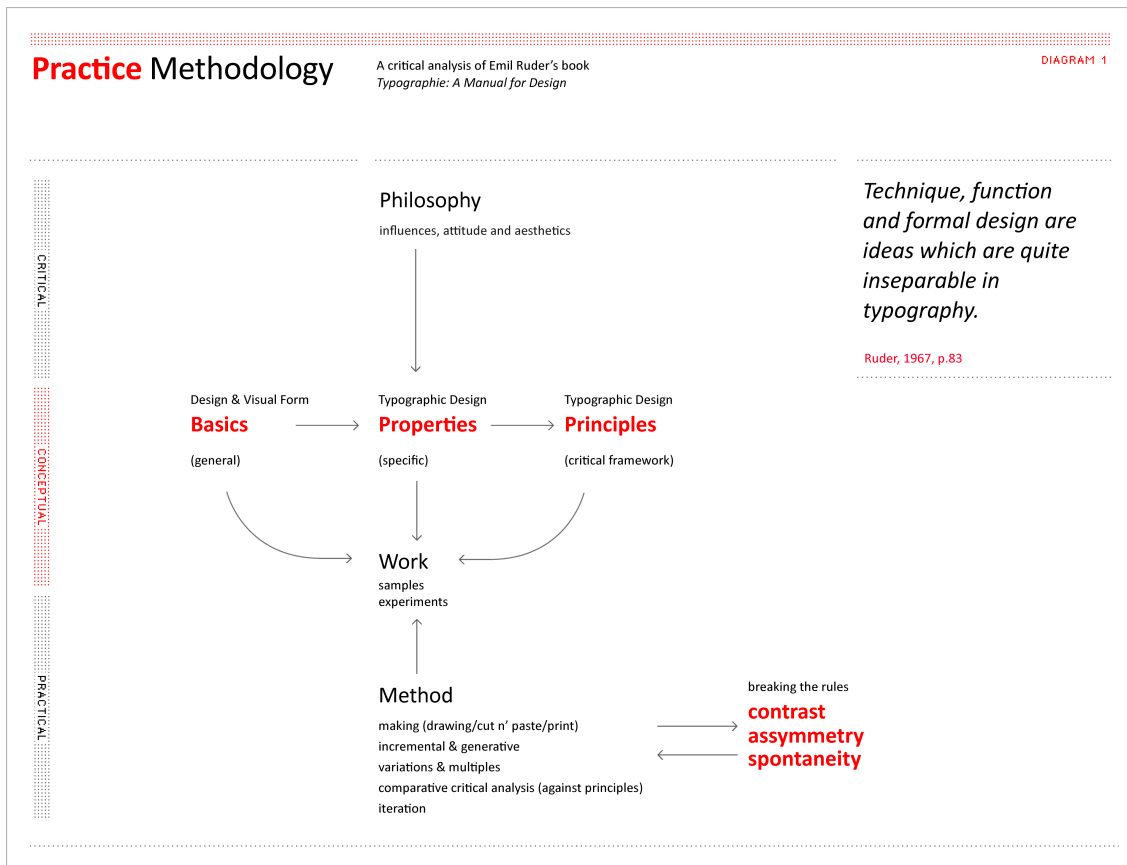 Practice Methodology
A critical analysis of Emil Ruder's book
Typographie: A Manual for Design
DIAGRAM 1
CRITICAL
Philosophy
influences, attitude and aesthetics
Technique, function
and formal design are
ideas which are quite
inseparable in
typography.
Ruder, 1967, p.83
CONCEPTUAL
Design & Visual Form
Basics
(general)
Typographic Design
Properties
(specific)
Typographic Design
Principles
(critical framework)
Work
samples
experiments
PRACTICAL
Method
making (drawing/cut n' paste/print)
incremental & generative
variations & multiples
comparative critical analysis (against principles)
iteration
breaking the rules
contrast
assymmetry
spontaneity